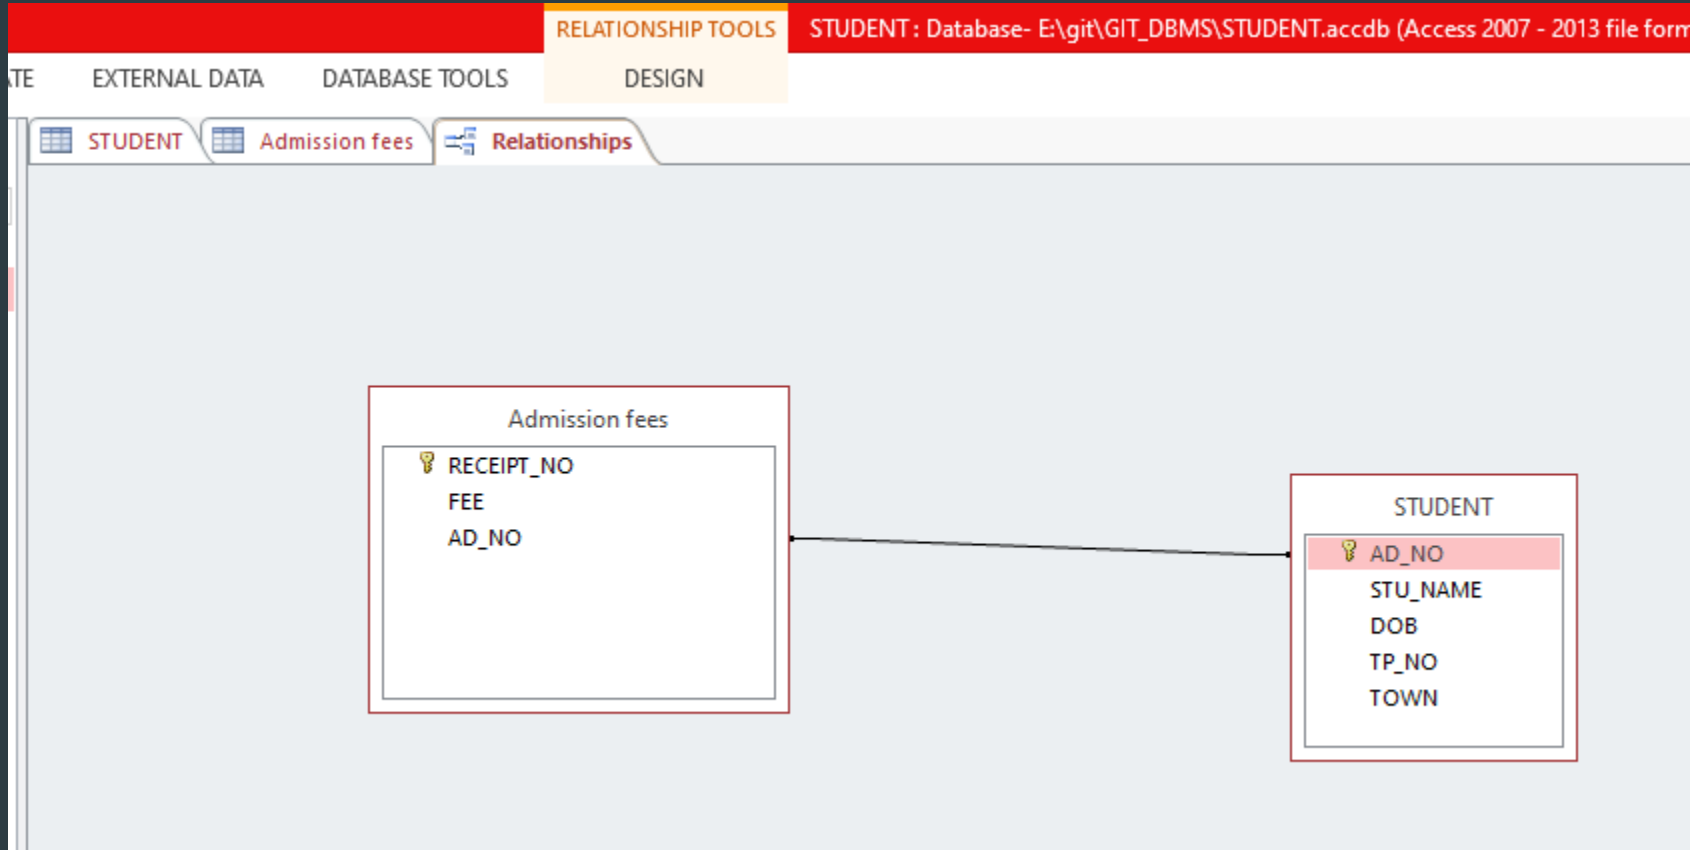 RELATIONSHIP TOOLS
STUDENT : Database- E:\git\GIT_DBMS\STUDENT.accdb (Access 2007 - 2013 file form
EXTERNAL DATA
DATABASE TOOLS
DESIGN
STUDENT
Admission fees
Relationships
Admission fees
RECEIPT_NO
FEE
AD_NO
STUDENT
AD_NO
STU_NAME
DOB
TP_NO
TOWN